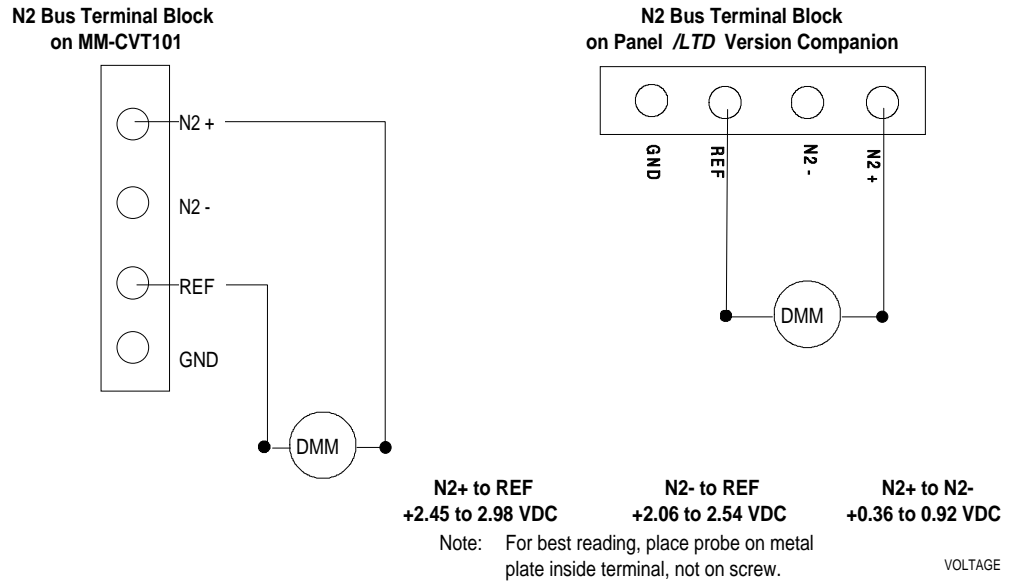 N2 Bus Terminal Block
on MM-CVT101
N2 +
N2 -
REF
GND
DMM
N2 Bus Terminal Block
on Panel /LTD Version Companion
GND
REF
N2 -
N2 +
DMM
N2+ to REF
+2.45 to 2.98 VDC
N2- to REF
+2.06 to 2.54 VDC
N2+ to N2-
+0.36 to 0.92 VDC
Note: For best reading, place probe on metal
plate inside terminal, not on screw.
VOLTAGE